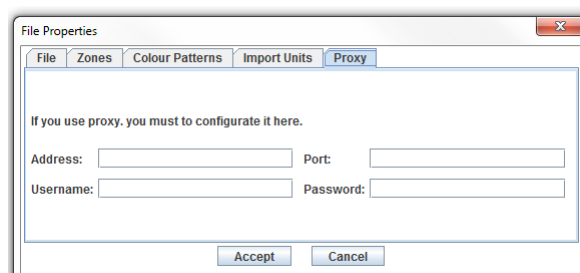 File Properties
File Zones Colour Patterns Import Units Proxy
If you use proxy. you must to configurate it here.
Address: Port:
Username: Password:
Accept Cancel